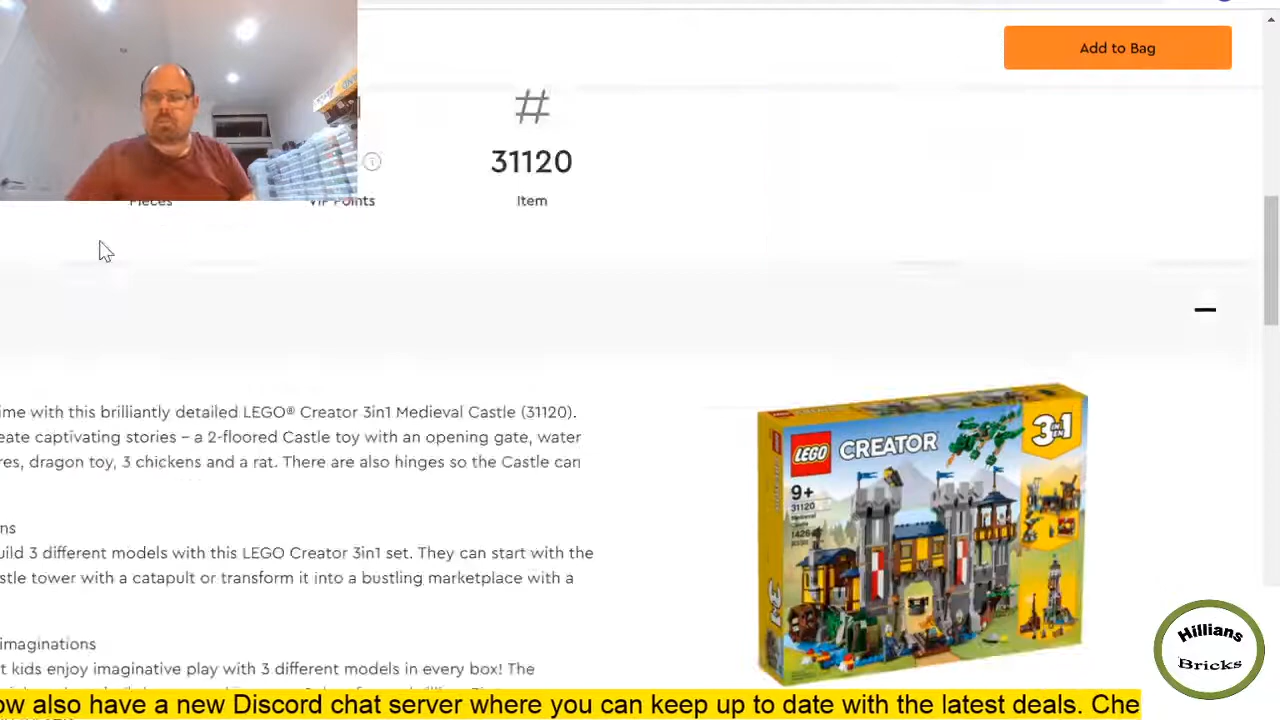 Add to Bag
#
31120
Pieces
VIP Points
Item
ime with this brilliantly detailed LEGO® Creator 3in1 Medieval Castle (31120).
eate captivating stories – a 2-floored Castle toy with an opening gate, water
res, dragon toy, 3 chickens and a rat. There are also hinges so the Castle can
ns
uild 3 different models with this LEGO Creator 3in1 set. They can start with the
stle tower with a catapult or transform it into a bustling marketplace with a
imaginations
t kids enjoy imaginative play with 3 different models in every box! The
LEGO CREATOR
3in1
9+
31120
Medieval
Castle
Hillians
Bricks
ow also have a new Discord chat server where you can keep up to date with the latest deals. Che